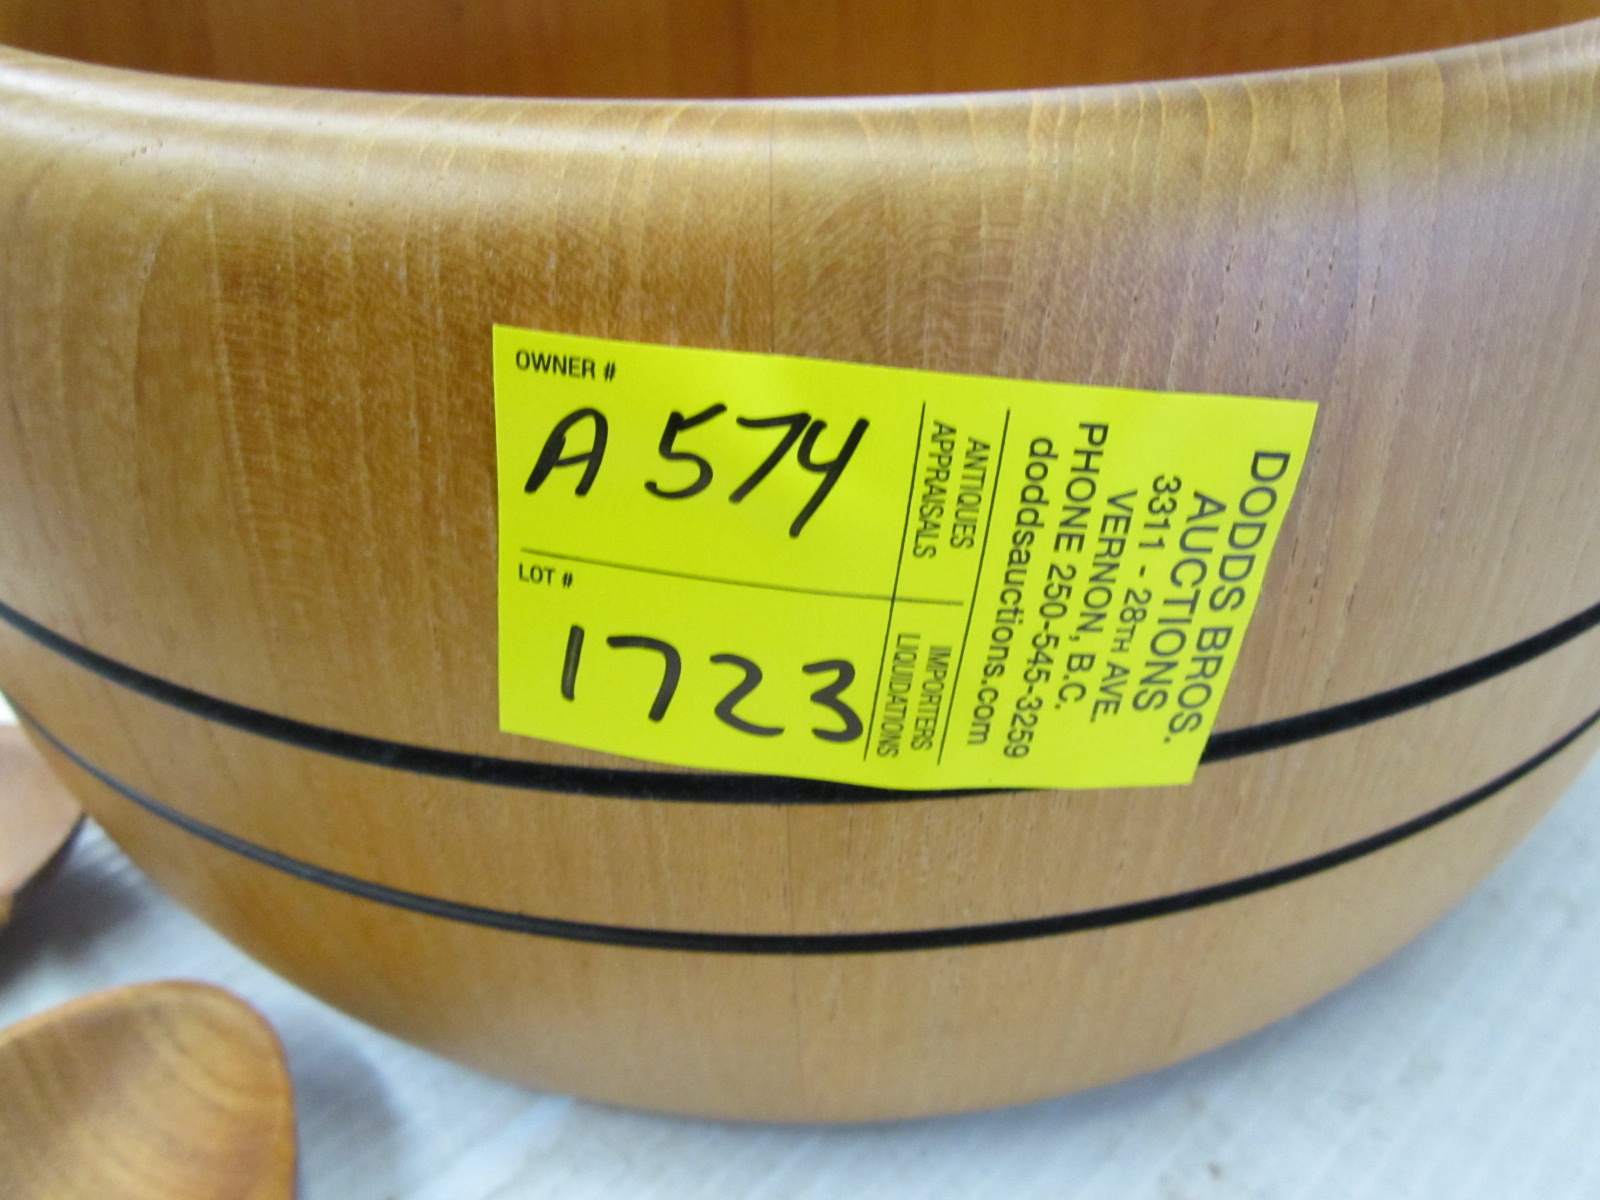 OWNER #
A 574
LOT #
1723
ANTIQUES
APPRAISALS
IMPORTERS
LIQUIDATIONS
DODDS BROS.
AUCTIONS
3311 - 28TH AVE.
VERNON, B.C.
PHONE 250-545-3259
doddsauctions.com